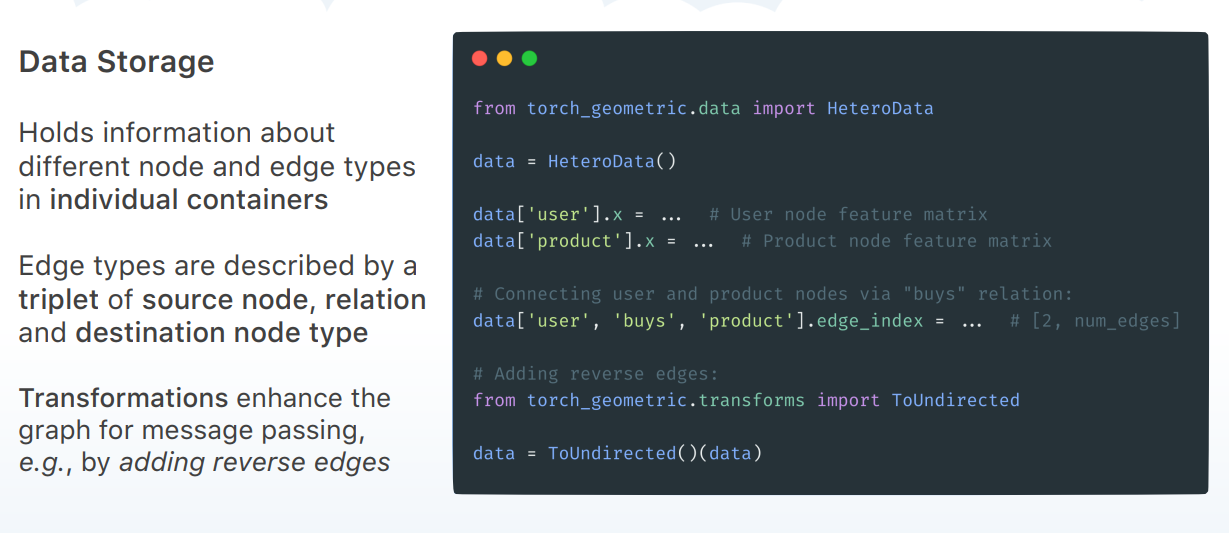 Data Storage
Holds information about
different node and edge types
in individual containers
Edge types are described by a
triplet of source node, relation
and destination node type
Transformations enhance the
graph for message passing,
e.g., by adding reverse edges
from torch_geometric.data import HeteroData
data = HeteroData()
data['user'].x = ... # User node feature matrix
data['product'].x = ... # Product node feature matrix
# Connecting user and product nodes via "buys" relation:
data['user', 'buys', 'product'].edge_index = ... # [2, num_edges]
# Adding reverse edges:
from torch_geometric.transforms import ToUndirected
data = ToUndirected()(data)